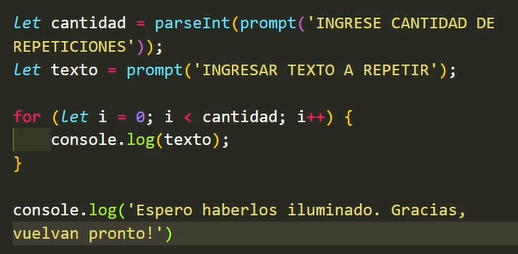 let cantidad = parseInt(prompt('INGRESE CANTIDAD DE
REPETICIONES'));
let texto = prompt('INGRESAR TEXTO A REPETIR');
for (let i = 0; i < cantidad; i++) {
console.log(texto);
}
console.log('Espero haberlos iluminado. Gracias,
vuelvan pronto!')